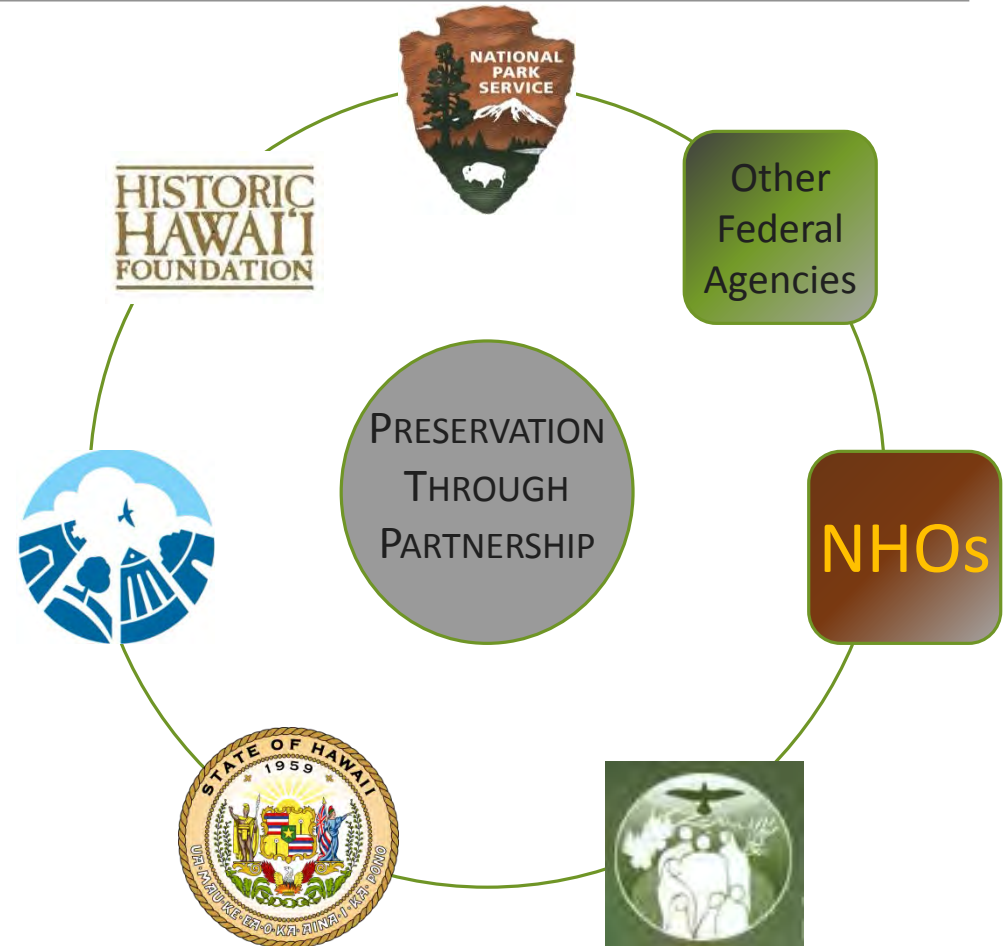 NATIONAL
PARK
SERVICE
HISTORIC
HAWAI'I
FOUNDATION
Other
Federal
Agencies
PRESERVATION
THROUGH
PARTNERSHIP
NHOs
STATE OF HAWAII
1959
UA·MAU·KE·EA·O·KA·AINA·I·KA·PONO